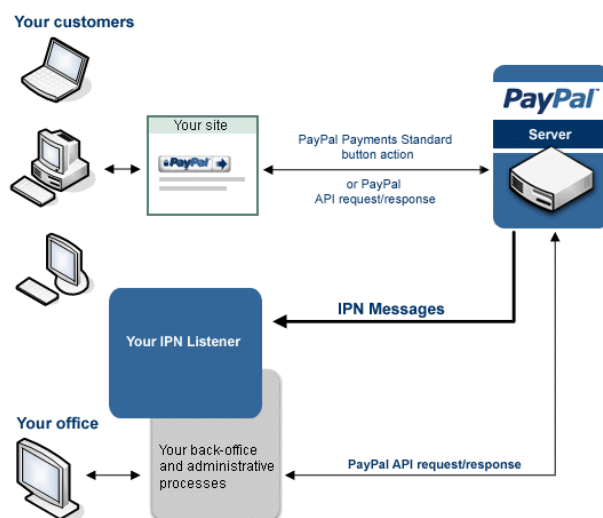 Your customers
PayPal
Server
Your site
PayPal
PayPal Payments Standard
button action
or PayPal
API request/response
IPN Messages
Your IPN Listener
Your office
Your back-office
and administrative
processes
PayPal API request/response